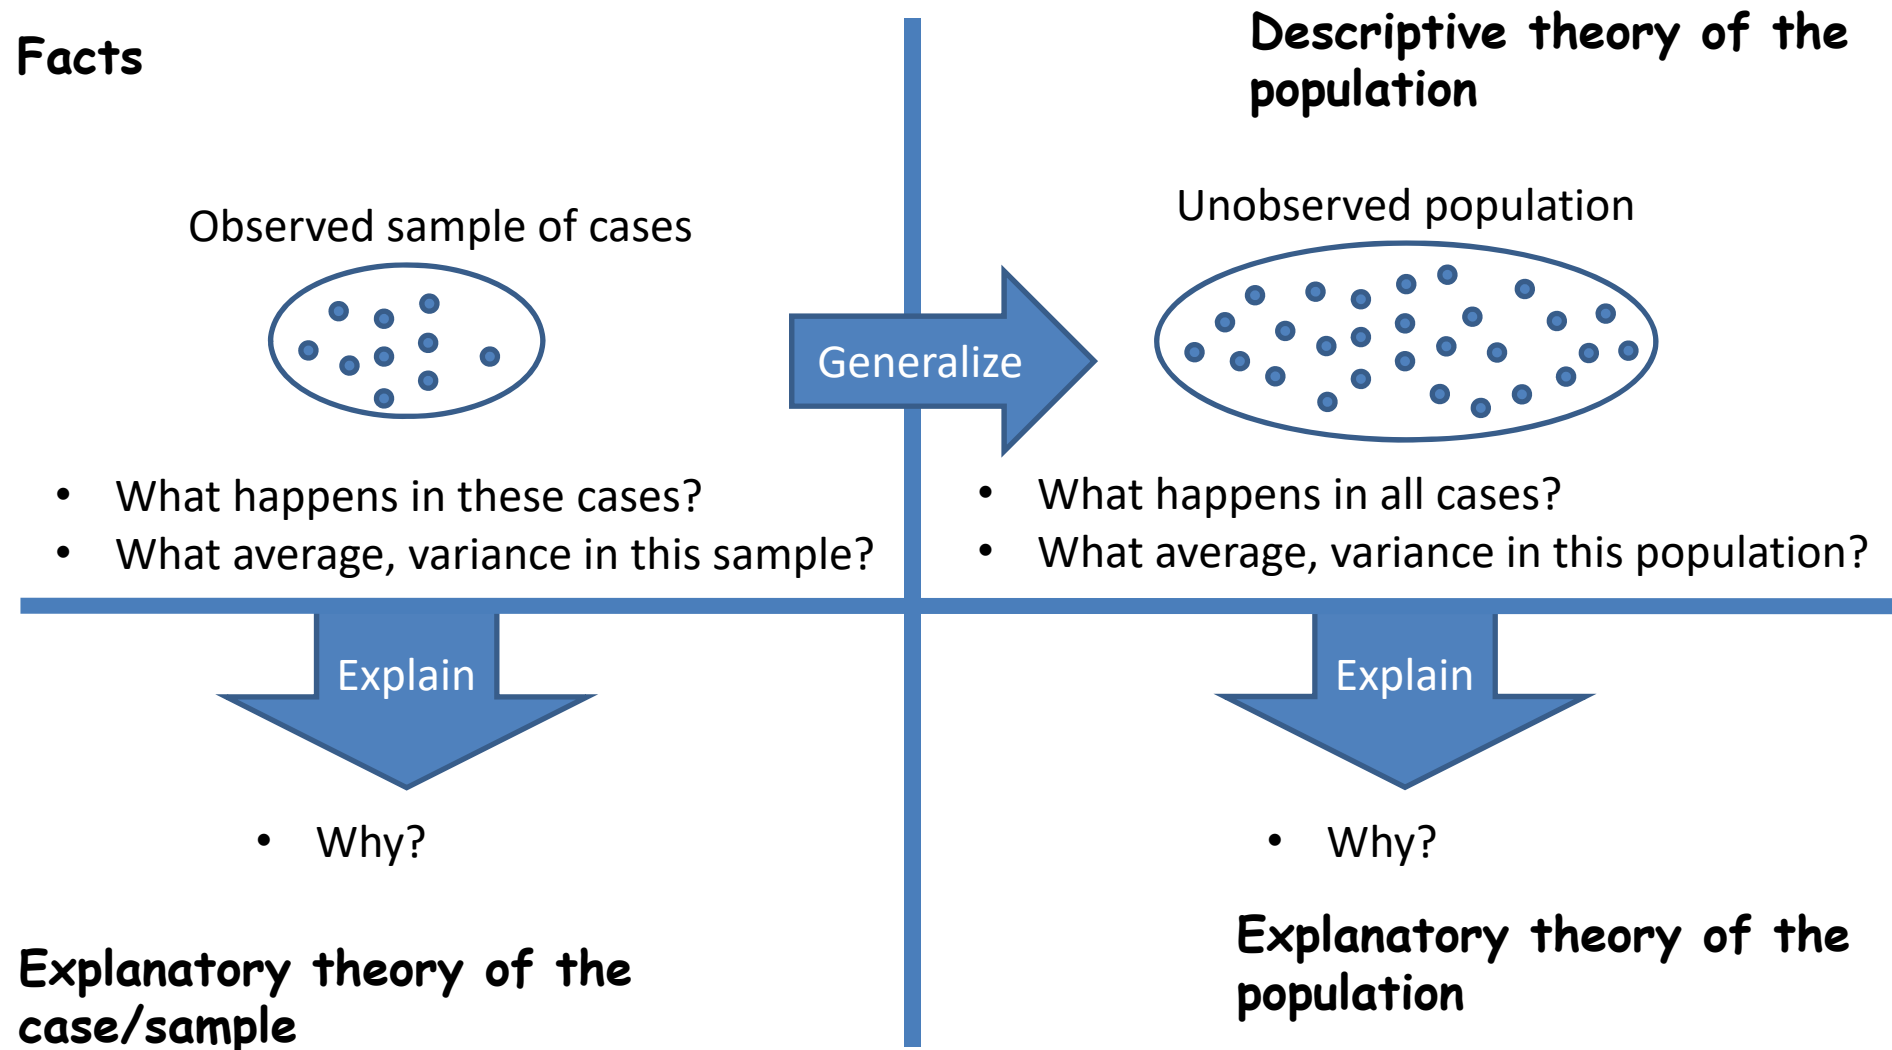 Facts
Observed sample of cases
• What happens in these cases?
• What average, variance in this sample?
Generalize
Descriptive theory of the
population
Unobserved population
• What happens in all cases?
• What average, variance in this population?
Explain
• Why?
Explanatory theory of the
case/sample
Explain
• Why?
Explanatory theory of the
population